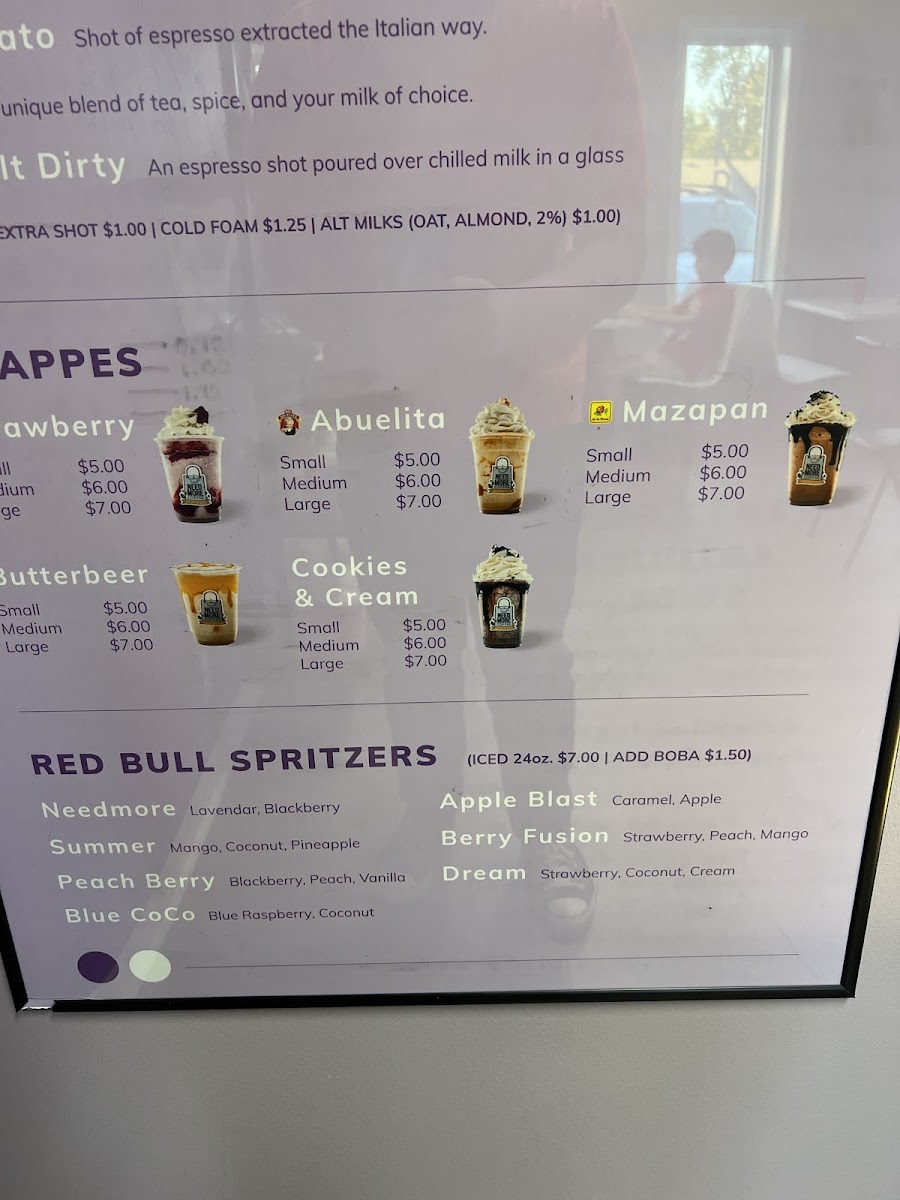 ato Shot of espresso extracted the Italian way.
unique blend of tea, spice, and your milk of choice.
lt Dirty An espresso shot poured over chilled milk in a glass
EXTRA SHOT $1.00 | COLD FOAM $1.25 | ALT MILKS (OAT, ALMOND, 2%) $1.00)
APPES
rawberry
ll $5.00
dium $6.00
ge $7.00
Abuelita
Small $5.00
Medium $6.00
Large $7.00
Mazapan
Small $5.00
Medium $6.00
Large $7.00
Butterbeer
Small $5.00
Medium $6.00
Large $7.00
Cookies
& Cream
Small $5.00
Medium $6.00
Large $7.00
NEED
MORE
RED BULL SPRITZERS (ICED 24oz. $7.00 | ADD BOBA $1.50)
Needmore Lavendar, Blackberry
Summer Mango, Coconut, Pineapple
Peach Berry Blackberry, Peach, Vanilla
Blue CoCo Blue Raspberry, Coconut
Apple Blast Caramel, Apple
Berry Fusion Strawberry, Peach, Mango
Dream Strawberry, Coconut, Cream